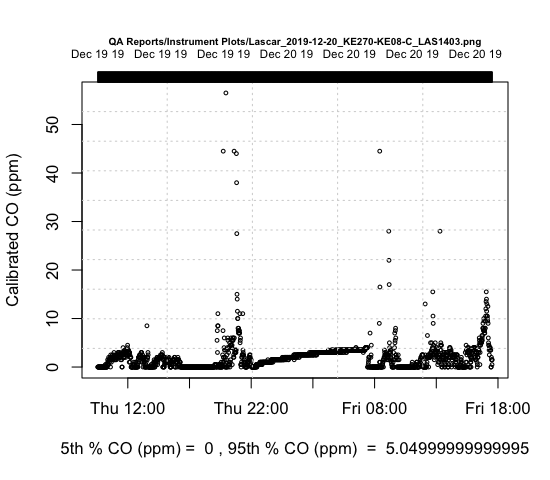 QA Reports/Instrument Plots/Lascar_2019-12-20_KE270-KE08-C_LAS1403.png
Dec 19 19 Dec 19 19 Dec 19 19 Dec 20 19 Dec 20 19 Dec 20 19 Dec 20 19
50
40
30
20
10
0
Calibrated CO (ppm)
Thu 12:00 Thu 22:00 Fri 08:00 Fri 18:00
5th % CO (ppm) = 0 , 95th % CO (ppm) = 5.04999999999995